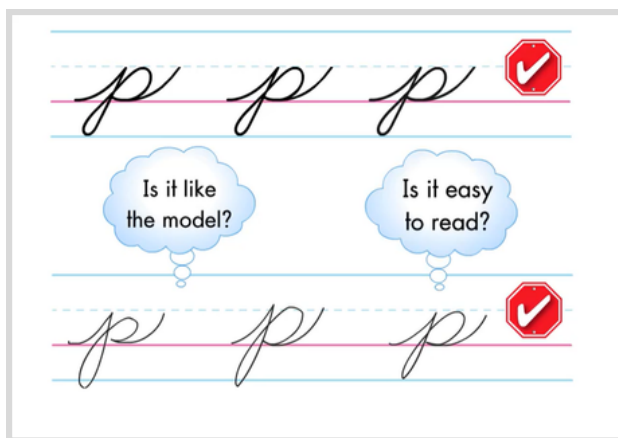 p p p
Is it like
the model?
Is it easy
to read?
p p p